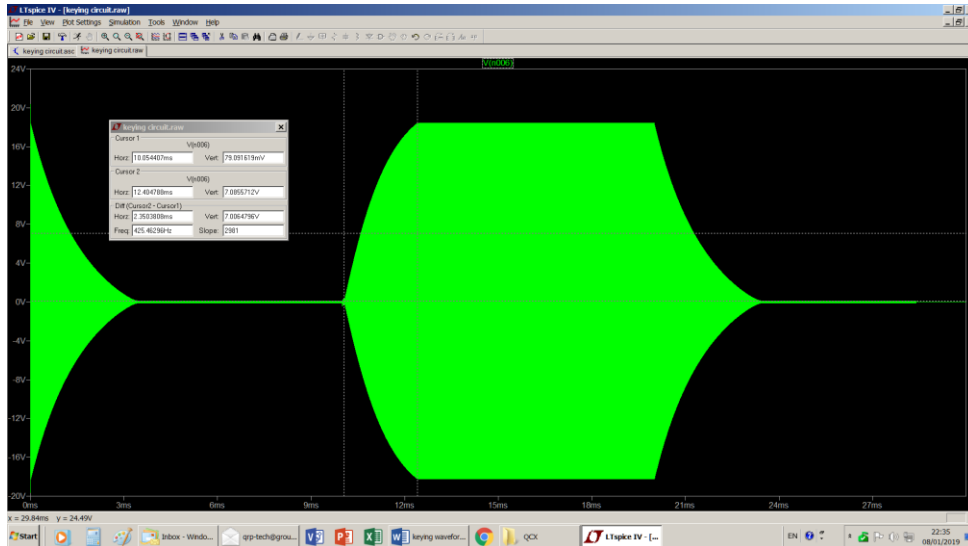 LTspice IV - [keying circuit.raw]
File View Plot Settings Simulation Tools Window Help
keying circuit.asc keying circuit.raw
V(n006)
24V
20V
16V
12V
8V
4V
0V
-4V
-8V
-12V
-16V
-20V
keying circuit.raw
Cursor 1
V(n006)
Horz: 10.054407ms Vert: 79.091619mV
Cursor 2
V(n006)
Horz: 12.404788ms Vert: 7.0855712V
Diff (Cursor2 - Cursor1)
Horz: 2.3503808ms Vert: 7.0064796V
Freq: 425.46296Hz Slope: 2981
0ms 3ms 6ms 9ms 12ms 15ms 18ms 21ms 24ms 27ms
x = 29.84ms y = 24.49V
Start Inbox - Windo... qrp-tech@grou... keying wavefor... QCX LTspice IV - [... EN 22:35
08/01/2019